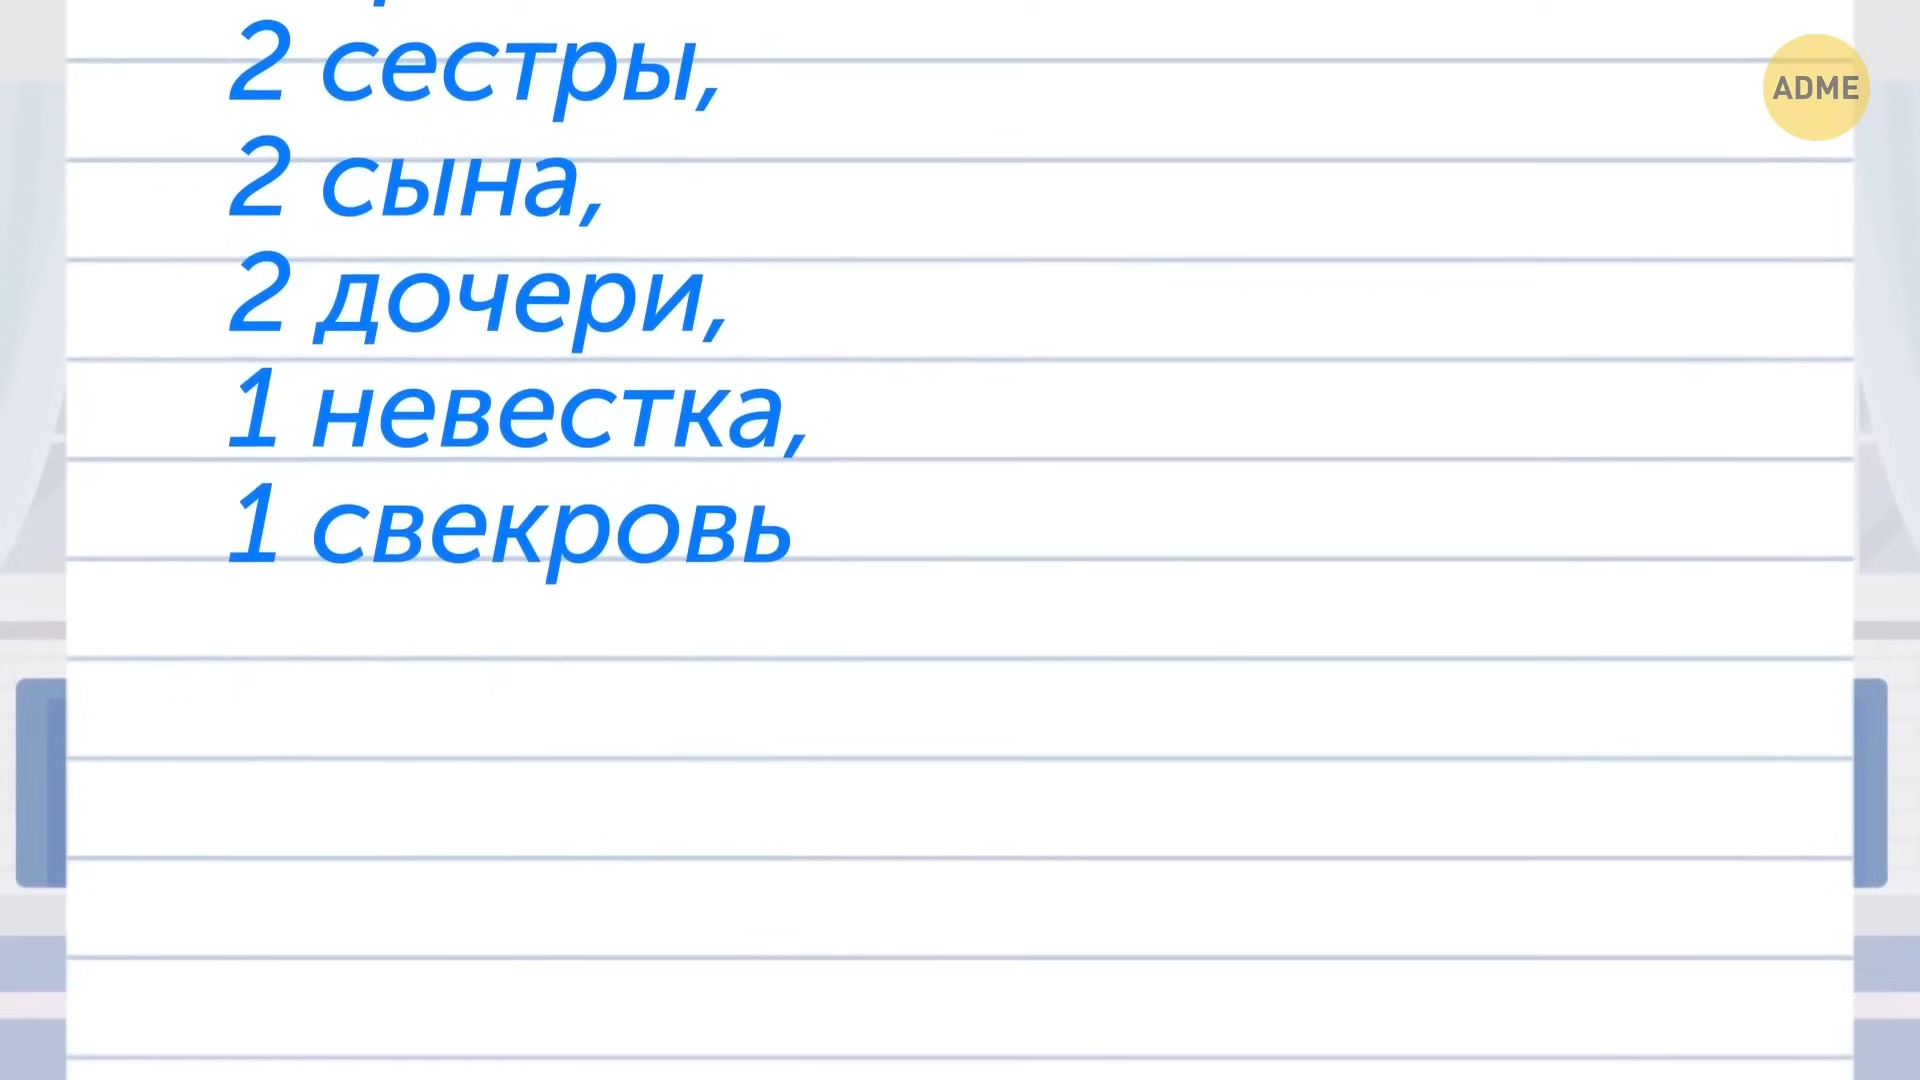 2 сестры,
ADME
2 сына,
2 дочери,
1 невестка,
1 свекровь